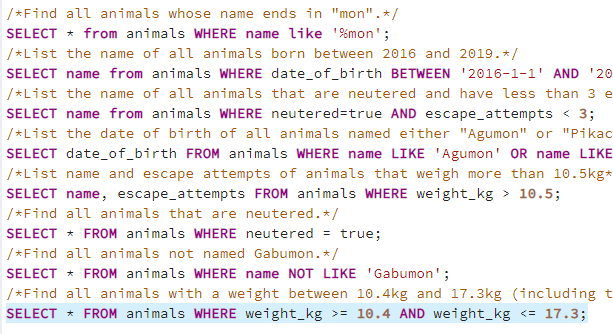 /*Find all animals whose name ends in "mon".*/
SELECT * from animals WHERE name like '%mon';
/*List the name of all animals born between 2016 and 2019.*/
SELECT name from animals WHERE date_of_birth BETWEEN '2016-1-1' AND '20
/*List the name of all animals that are neutered and have less than 3 e
SELECT name from animals WHERE neutered=true AND escape_attempts < 3;
/*List the date of birth of all animals named either "Agumon" or "Pikac
SELECT date_of_birth FROM animals WHERE name LIKE 'Agumon' OR name LIKE
/*List name and escape attempts of animals that weigh more than 10.5kg*
SELECT name, escape_attempts FROM animals WHERE weight_kg > 10.5;
/*Find all animals that are neutered.*/
SELECT * FROM animals WHERE neutered = true;
/*Find all animals not named Gabumon.*/
SELECT * FROM animals WHERE name NOT LIKE 'Gabumon';
/*Find all animals with a weight between 10.4kg and 17.3kg (including t
SELECT * FROM animals WHERE weight_kg >= 10.4 AND weight_kg <= 17.3;